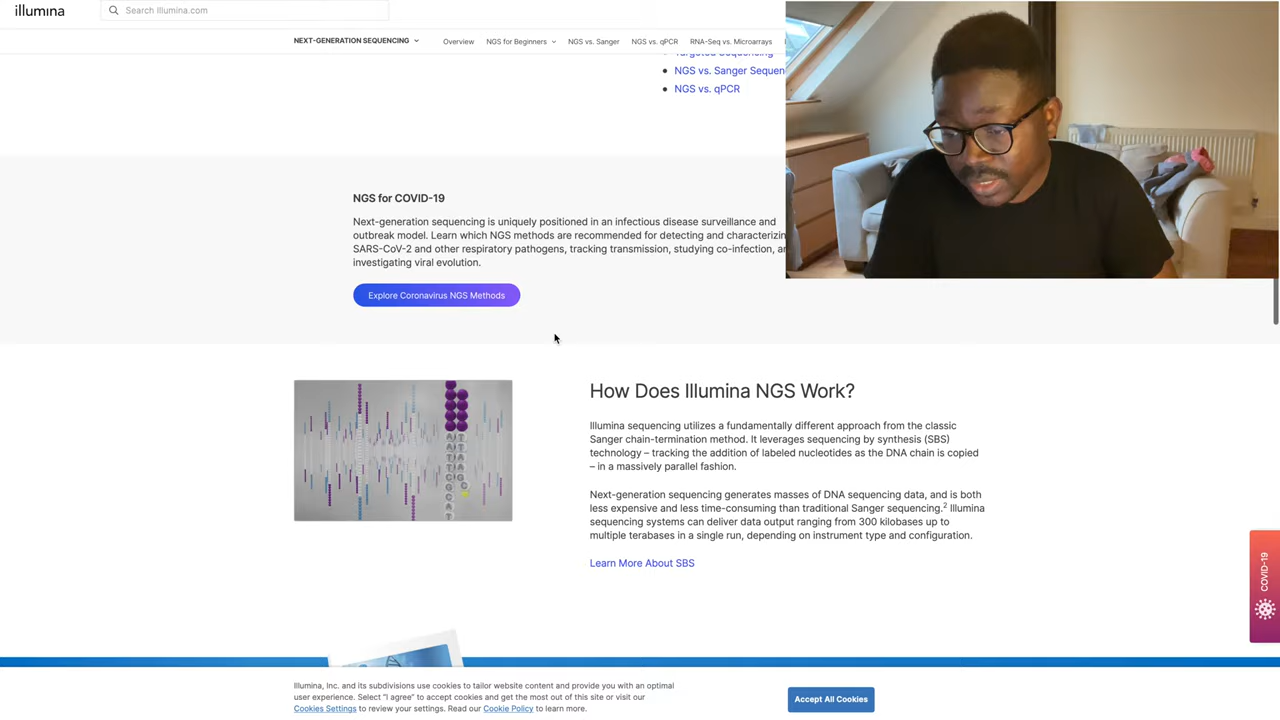 illumına
Search Illumina.com
NEXT-GENERATION SEQUENCING
Overview
NGS for Beginners
NGS vs. Sanger
NGS vs. qPCR
RNA-Seq vs. Microarrays
Targeted Sequencing
NGS vs. Sanger Sequen
NGS vs. qPCR
NGS for COVID-19
Next-generation sequencing is uniquely positioned in an infectious disease surveillance and
outbreak model. Learn which NGS methods are recommended for detecting and characterizin
SARS-CoV-2 and other respiratory pathogens, tracking transmission, studying co-infection, an
investigating viral evolution.
Explore Coronavirus NGS Methods
How Does Illumina NGS Work?
Illumina sequencing utilizes a fundamentally different approach from the classic
Sanger chain-termination method. It leverages sequencing by synthesis (SBS)
technology – tracking the addition of labeled nucleotides as the DNA chain is copied
– in a massively parallel fashion.
Next-generation sequencing generates masses of DNA sequencing data, and is both
less expensive and less time-consuming than traditional Sanger sequencing.2 Illumina
sequencing systems can deliver data output ranging from 300 kilobases up to
multiple terabases in a single run, depending on instrument type and configuration.
Learn More About SBS
COVID-19
Illumina, Inc. and its subdivisions use cookies to tailor website content and provide you with an optimal
user experience. Select "I agree" to accept cookies and get the most out of this site or visit our
Cookies Settings to review your settings. Read our Cookie Policy to learn more.
Accept All Cookies